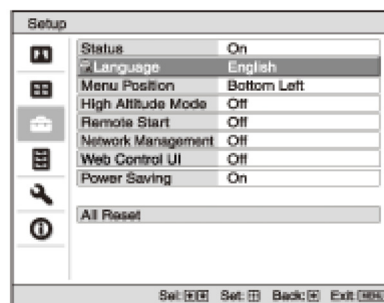 Setup
Status On
Language English
Menu Position Bottom Left
High Altitude Mode Off
Remote Start Off
Network Management Off
Web Control UI Off
Power Saving On
All Reset
Sel: Set: Back: Exit: